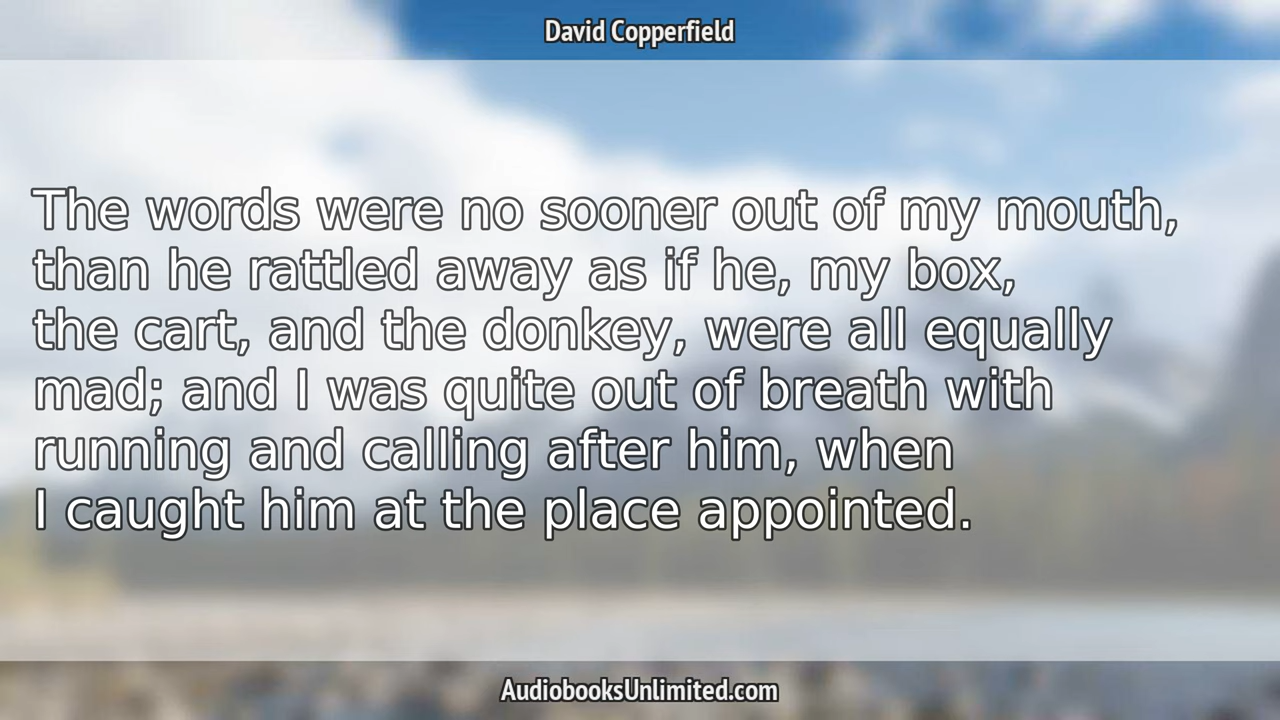 David Copperfield
The words were no sooner out of my mouth,
than he rattled away as if he, my box,
the cart, and the donkey, were all equally
mad; and I was quite out of breath with
running and calling after him, when
I caught him at the place appointed.
AudiobooksUnlimited.com